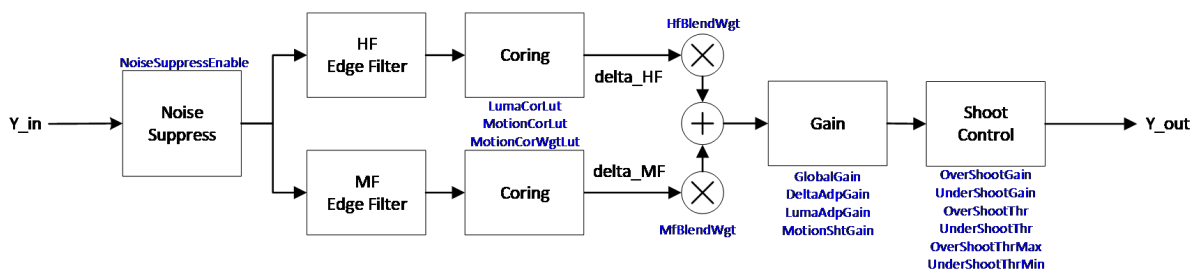 NoiseSuppressEnable
Y_in
Noise
Suppress
HF
Edge Filter
Coring
delta_HF
HfBlendWgt
LumaCorLut
MotionCorLut
MotionCorWgtLut
MF
Edge Filter
Coring
delta_MF
MfBlendWgt
Gain
GlobalGain
DeltaAdpGain
LumaAdpGain
MotionShtGain
Shoot
Control
OverShootGain
UnderShootGain
OverShootThr
UnderShootThr
OverShootThrMax
UnderShootThrMin
Y_out